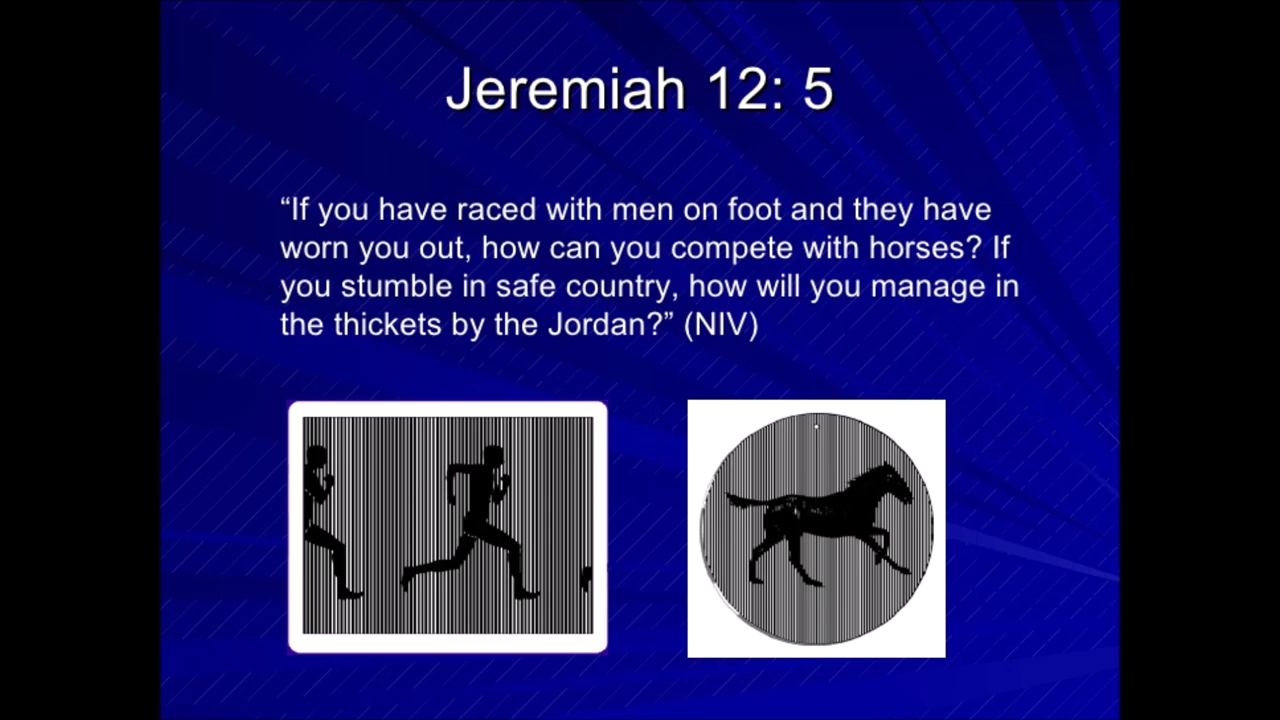 Jeremiah 12: 5
“If you have raced with men on foot and they have
worn you out, how can you compete with horses? If
you stumble in safe country, how will you manage in
the thickets by the Jordan?” (NIV)